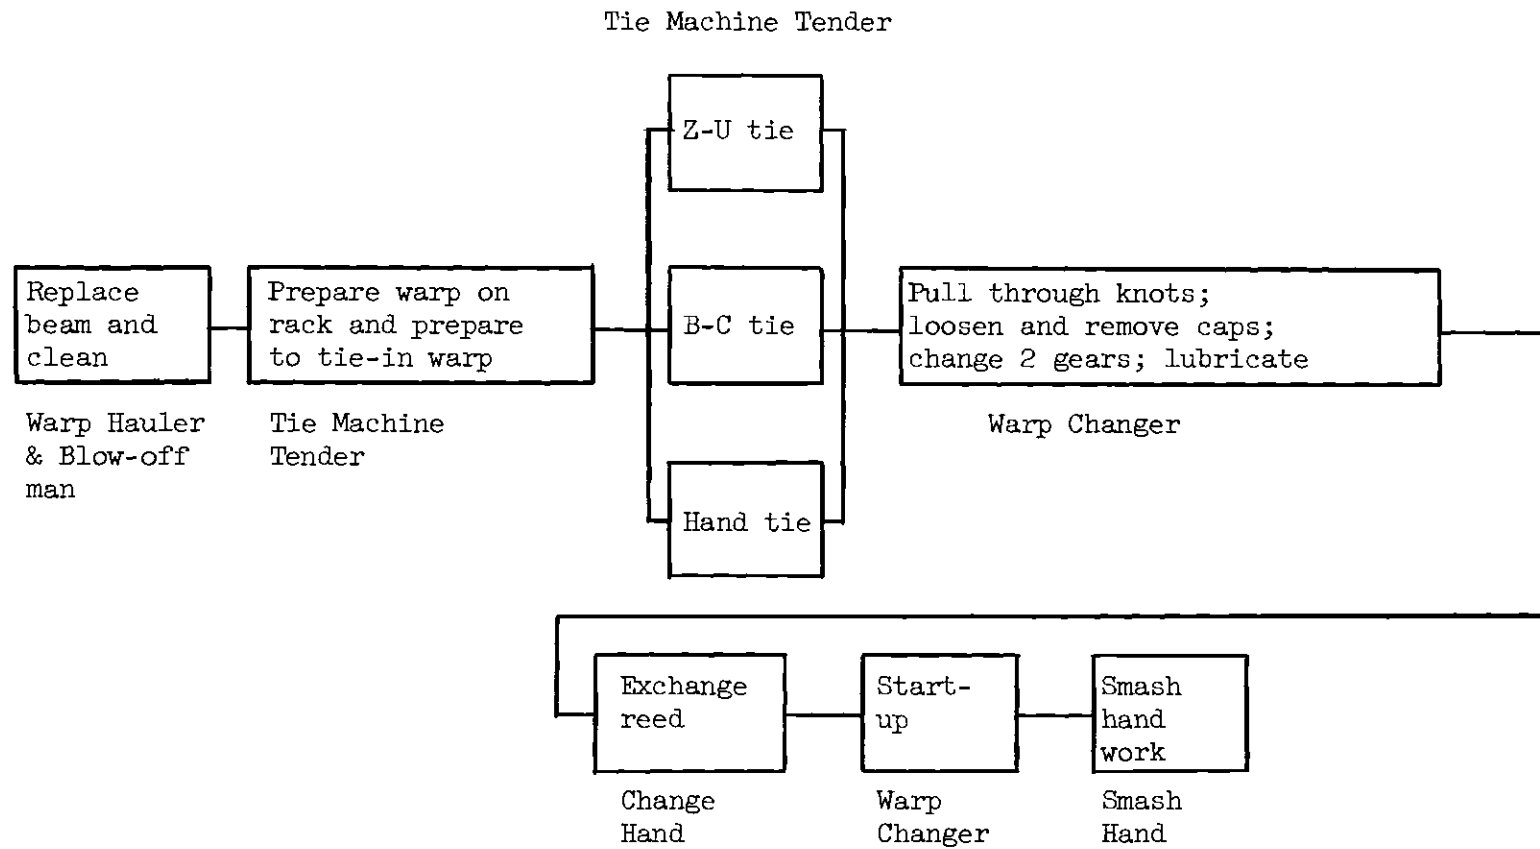 Tie Machine Tender
Z-U tie
Replace
beam and
clean
Prepare warp on
rack and prepare
to tie-in warp
B-C tie
Pull through knots;
loosen and remove caps;
change 2 gears; lubricate
Warp Hauler
& Blow-off
man
Tie Machine
Tender
Warp Changer
Hand tie
Exchange
reed
Start-
up
Smash
hand
work
Change
Hand
Warp
Changer
Smash
Hand